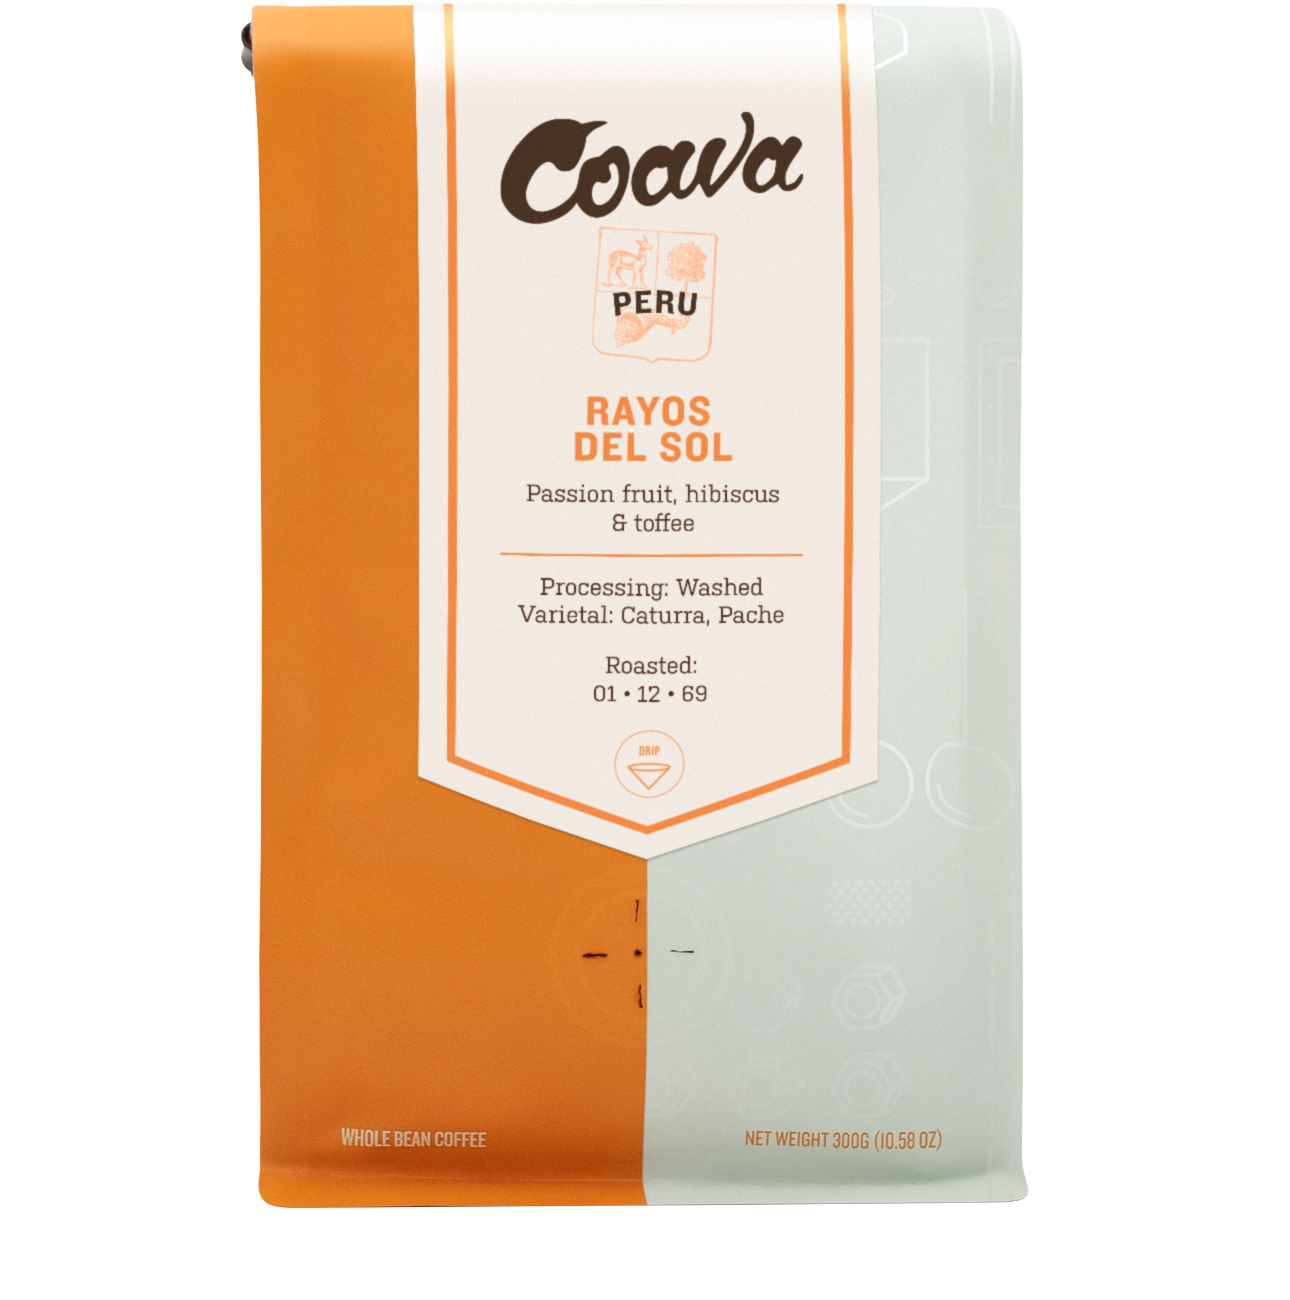 Coava
PERU
RAYOS
DEL SOL
Passion fruit, hibiscus
& toffee
Processing: Washed
Varietal: Caturra, Pache
Roasted:
01 • 12 • 69
DRIP
WHOLE BEAN COFFEE
NET WEIGHT 300G (10.58 OZ)